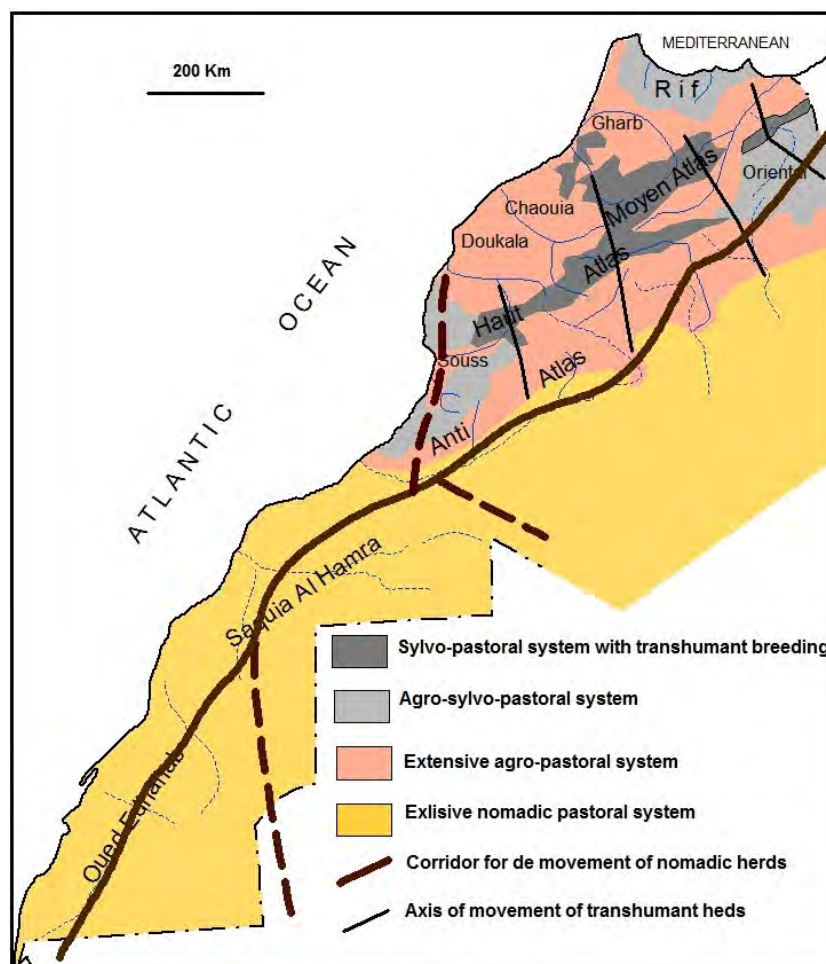 MEDITERRANEAN
200 Km
Rif
Gharb
Oriental
Moyen Atlas
Chaouia
Doukala
ATLANTIC OCEAN
Haut Atlas
Souss
Anti Atlas
Saquia Al Hamra
Oued Edhahab
Sylvo-pastoral system with transhumant breeding
Agro-sylvo-pastoral system
Extensive agro-pastoral system
Exlisive nomadic pastoral system
Corridor for de movement of nomadic herds
Axis of movement of transhumant heds